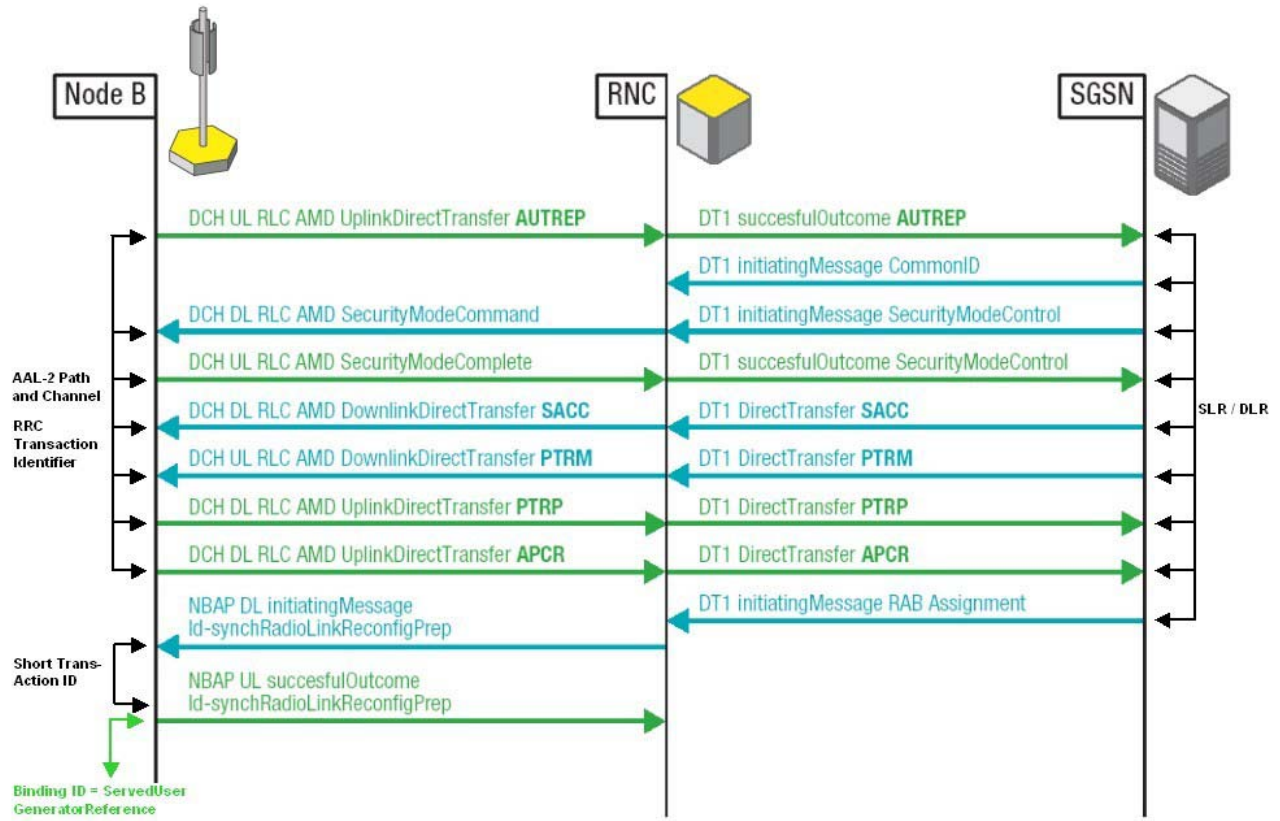 Node B
RNC
SGSN
DCH UL RLC AMD UplinkDirectTransfer AUTREP
DT1 succesfulOutcome AUTREP
DT1 initiatingMessage CommonID
DCH DL RLC AMD SecurityModeCommand
DT1 initiatingMessage SecurityModeControl
DCH UL RLC AMD SecurityModeComplete
DT1 succesfulOutcome SecurityModeControl
AAL-2 Path
and Channel
DCH DL RLC AMD DownlinkDirectTransfer SACC
DT1 DirectTransfer SACC
SLR / DLR
RRC
Transaction
Identifier
DCH UL RLC AMD DownlinkDirectTransfer PTRM
DT1 DirectTransfer PTRM
DCH UL RLC AMD UplinkDirectTransfer PTRP
DT1 DirectTransfer PTRP
DCH DL RLC AMD UplinkDirectTransfer APCR
DT1 DirectTransfer APCR
NBAP DL initiatingMessage
Id-synchRadioLinkReconfigPrep
DT1 initiatingMessage RAB Assignment
Short Trans-
Action ID
NBAP UL succesfulOutcome
Id-synchRadioLinkReconfigPrep
Binding ID = ServedUser
GeneratorReference